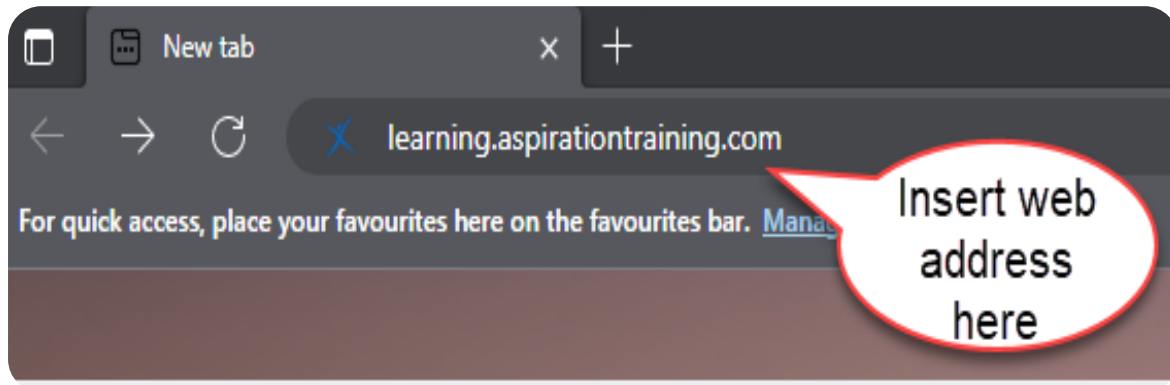 New tab
learning.aspirationtraining.com
For quick access, place your favourites here on the favourites bar.
Insert web
address
here